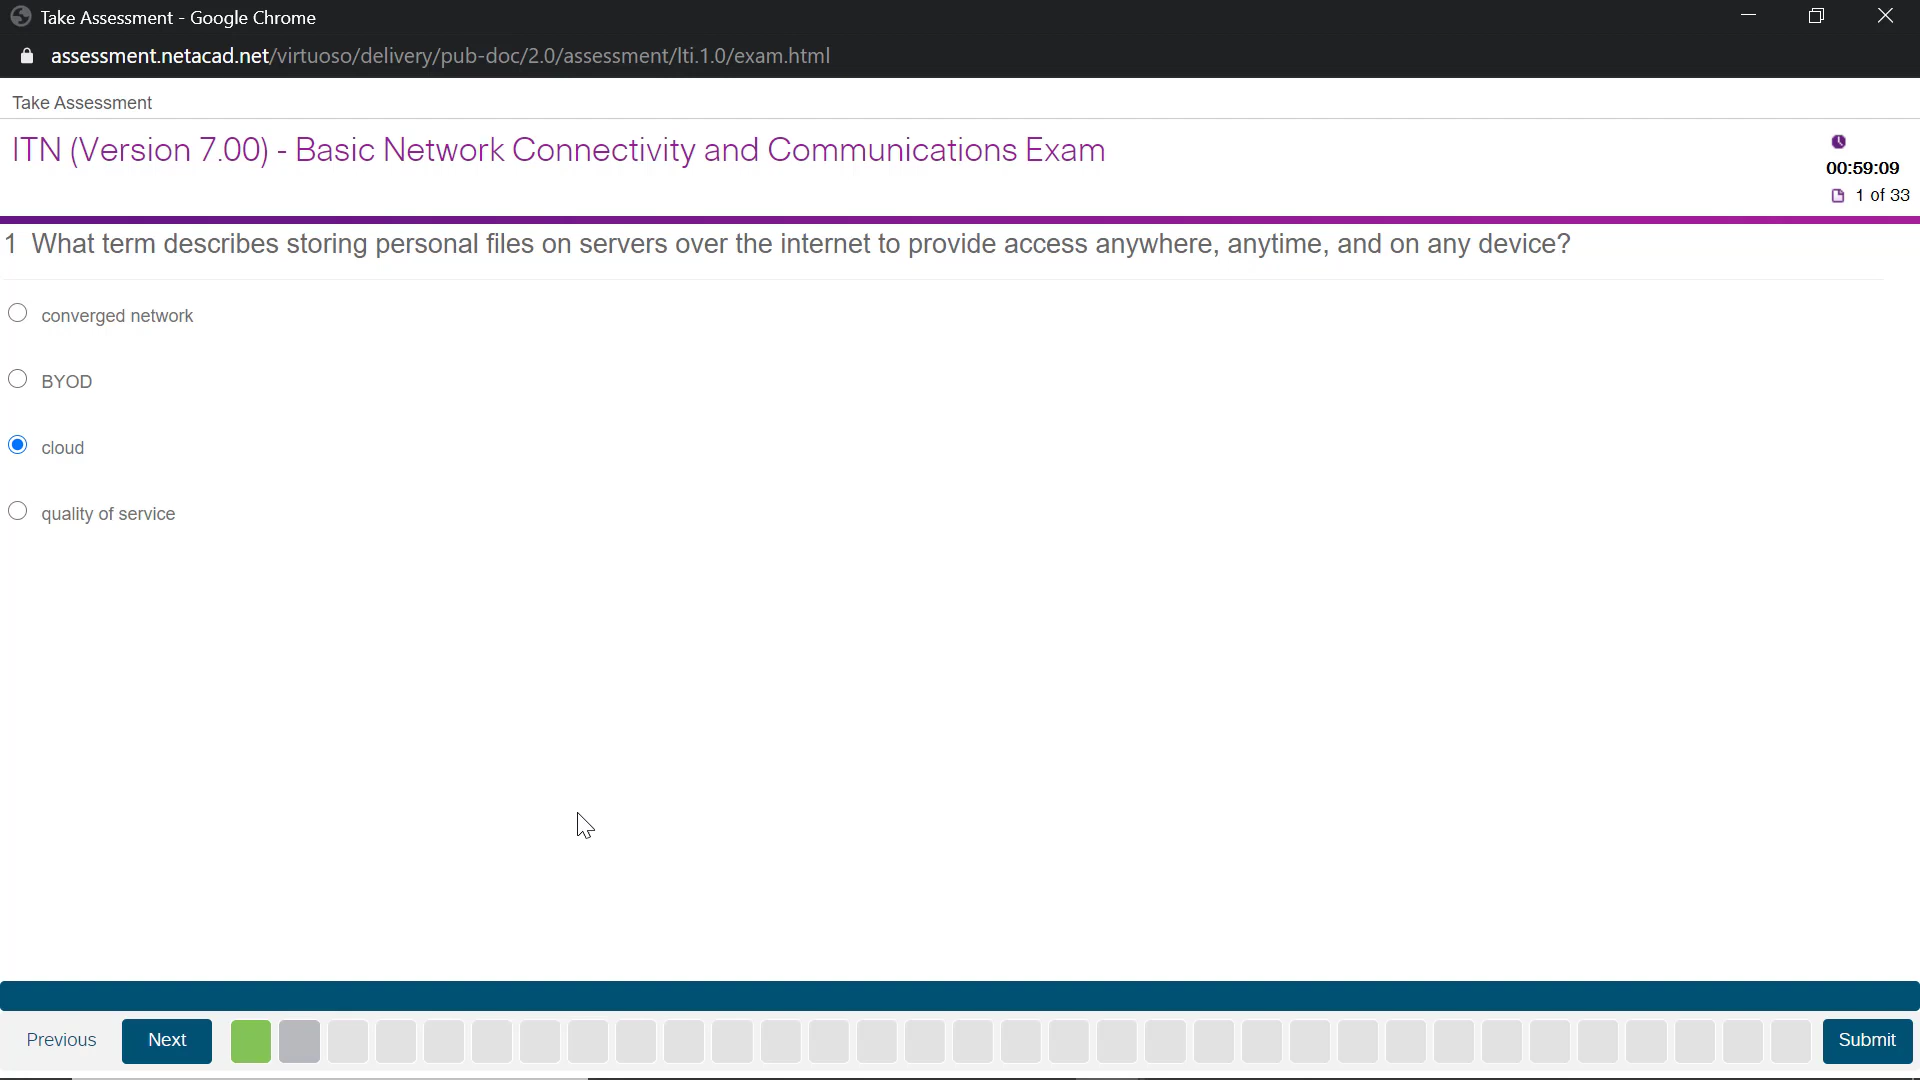 Take Assessment - Google Chrome
assessment.netacad.net/virtuoso/delivery/pub-doc/2.0/assessment/lti.1.0/exam.html
Take Assessment
ITN (Version 7.00) - Basic Network Connectivity and Communications Exam
00:59:09
1 of 33
1 What term describes storing personal files on servers over the internet to provide access anywhere, anytime, and on any device?
converged network
BYOD
cloud
quality of service
Previous Next Submit